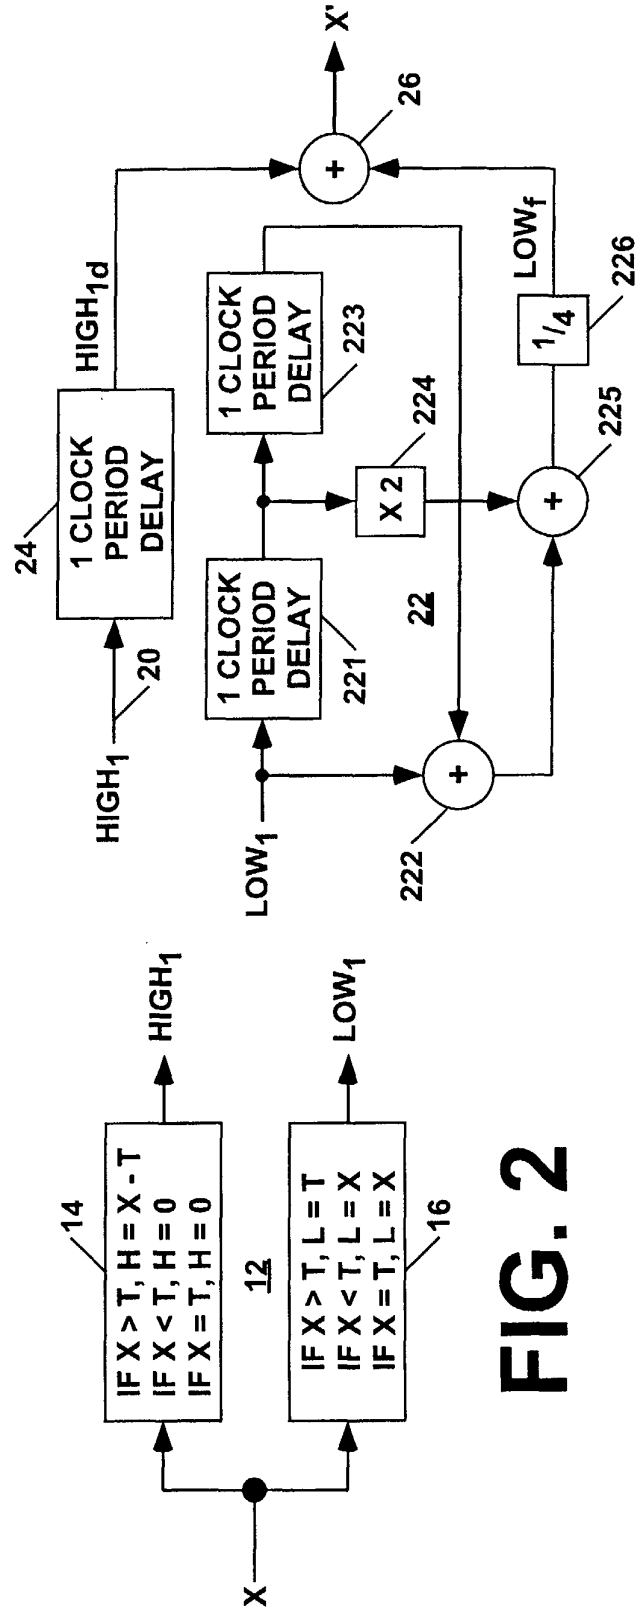 X
14
IF X > T, H = X - T
IF X < T, H = 0
IF X = T, H = 0
HIGH1
12
IF X > T, L = T
IF X < T, L = X
IF X = T, L = X
16
LOW1
HIGH1
20
24
1 CLOCK
PERIOD
DELAY
HIGH1d
LOW1
1 CLOCK
PERIOD
DELAY
221
1 CLOCK
PERIOD
DELAY
223
X 2
224
22
+
222
+
225
1/4
226
LOWf
+
26
X'
FIG. 2